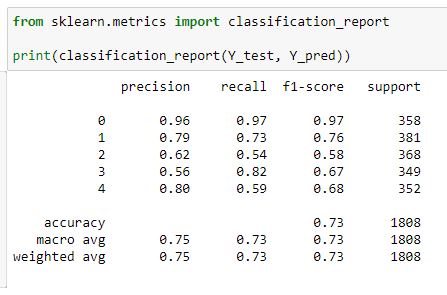 from sklearn.metrics import classification_report
print(classification_report(Y_test, Y_pred))
precision recall f1-score support
0 0.96 0.97 0.97 358
1 0.79 0.73 0.76 381
2 0.62 0.54 0.58 368
3 0.56 0.82 0.67 349
4 0.80 0.59 0.68 352
accuracy 0.73 1808
macro avg 0.75 0.73 0.73 1808
weighted avg 0.75 0.73 0.73 1808